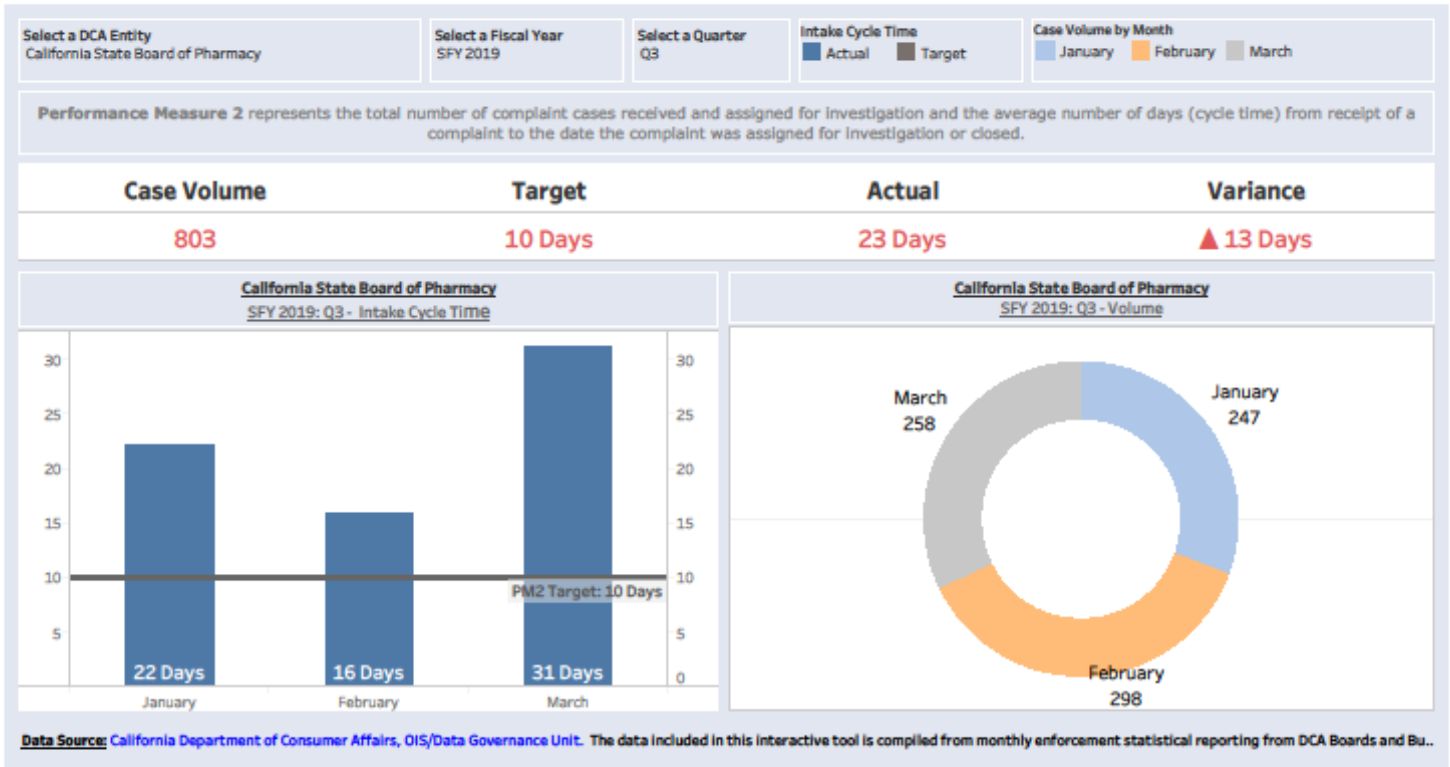 Select a DCA Entity
California State Board of Pharmacy
Select a Fiscal Year
SFY 2019
Select a Quarter
Q3
Intake Cycle Time
Actual Target
Case Volume by Month
January February March
Performance Measure 2 represents the total number of complaint cases received and assigned for investigation and the average number of days (cycle time) from receipt of a
complaint to the date the complaint was assigned for investigation or closed.
Case Volume Target Actual Variance
803 10 Days 23 Days ▲ 13 Days
California State Board of Pharmacy
SFY 2019: Q3 - Intake Cycle Time
30 30
25 25
20 20
15 15
10 10
PM2 Target: 10 Days
5 5
22 Days 16 Days 31 Days
0
January February March
California State Board of Pharmacy
SFY 2019: Q3 - Volume
March
258
January
247
February
298
Data Source: California Department of Consumer Affairs, OIS/Data Governance Unit. The data included in this interactive tool is compiled from monthly enforcement statistical reporting from DCA Boards and Bu..